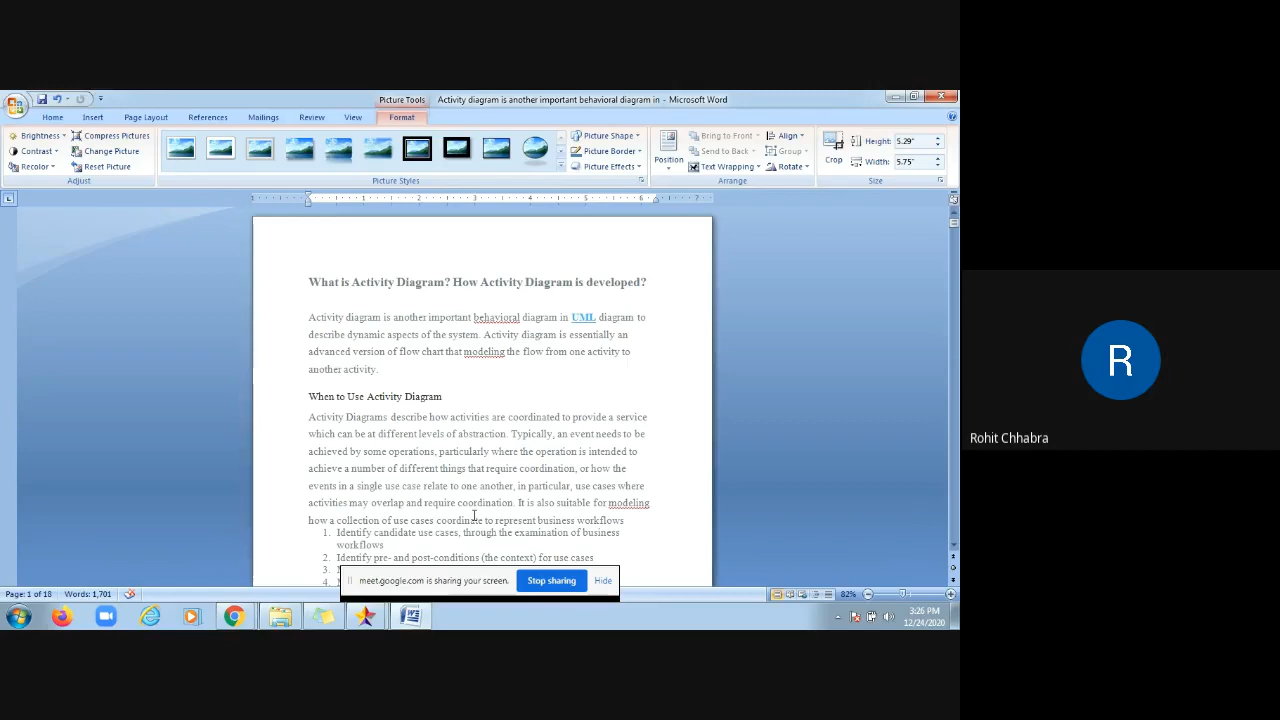 Picture Tools
Activity diagram is another important behavioral diagram in - Microsoft Word
Home Insert Page Layout References Mailings Review View Format
Brightness Compress Pictures Picture Shape Bring to Front Align Height: 5.29"
Contrast Change Picture Picture Border Send to Back Group Width: 5.75"
Recolor Reset Picture Picture Effects Position Text Wrapping Rotate Crop
Adjust Picture Styles Arrange Size
1 1 2 3 4 5 6 7
What is Activity Diagram? How Activity Diagram is developed?
Activity diagram is another important behavioral diagram in UML diagram to
describe dynamic aspects of the system. Activity diagram is essentially an
advanced version of flow chart that modeling the flow from one activity to
another activity.
When to Use Activity Diagram
Activity Diagrams describe how activities are coordinated to provide a service
which can be at different levels of abstraction. Typically, an event needs to be
achieved by some operations, particularly where the operation is intended to
achieve a number of different things that require coordination, or how the
events in a single use case relate to one another, in particular, use cases where
activities may overlap and require coordination. It is also suitable for modeling
how a collection of use cases coordinate to represent business workflows
1. Identify candidate use cases, through the examination of business
workflows
2. Identify pre- and post-conditions (the context) for use cases
3.
4.
meet.google.com is sharing your screen. Stop sharing Hide
Page: 1 of 18 Words: 1,701 82%
3:26 PM
12/24/2020
R
Rohit Chhabra